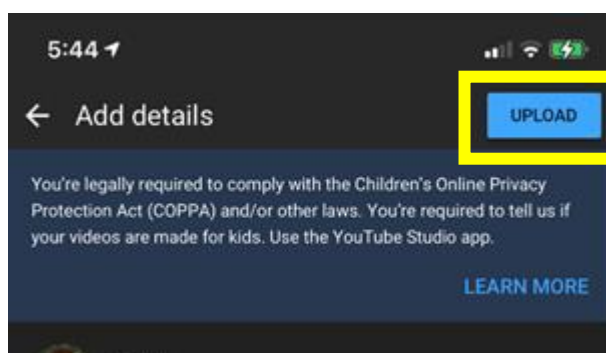 5:44
Add details
UPLOAD
You're legally required to comply with the Children's Online Privacy
Protection Act (COPPA) and/or other laws. You're required to tell us if
your videos are made for kids. Use the YouTube Studio app.
LEARN MORE